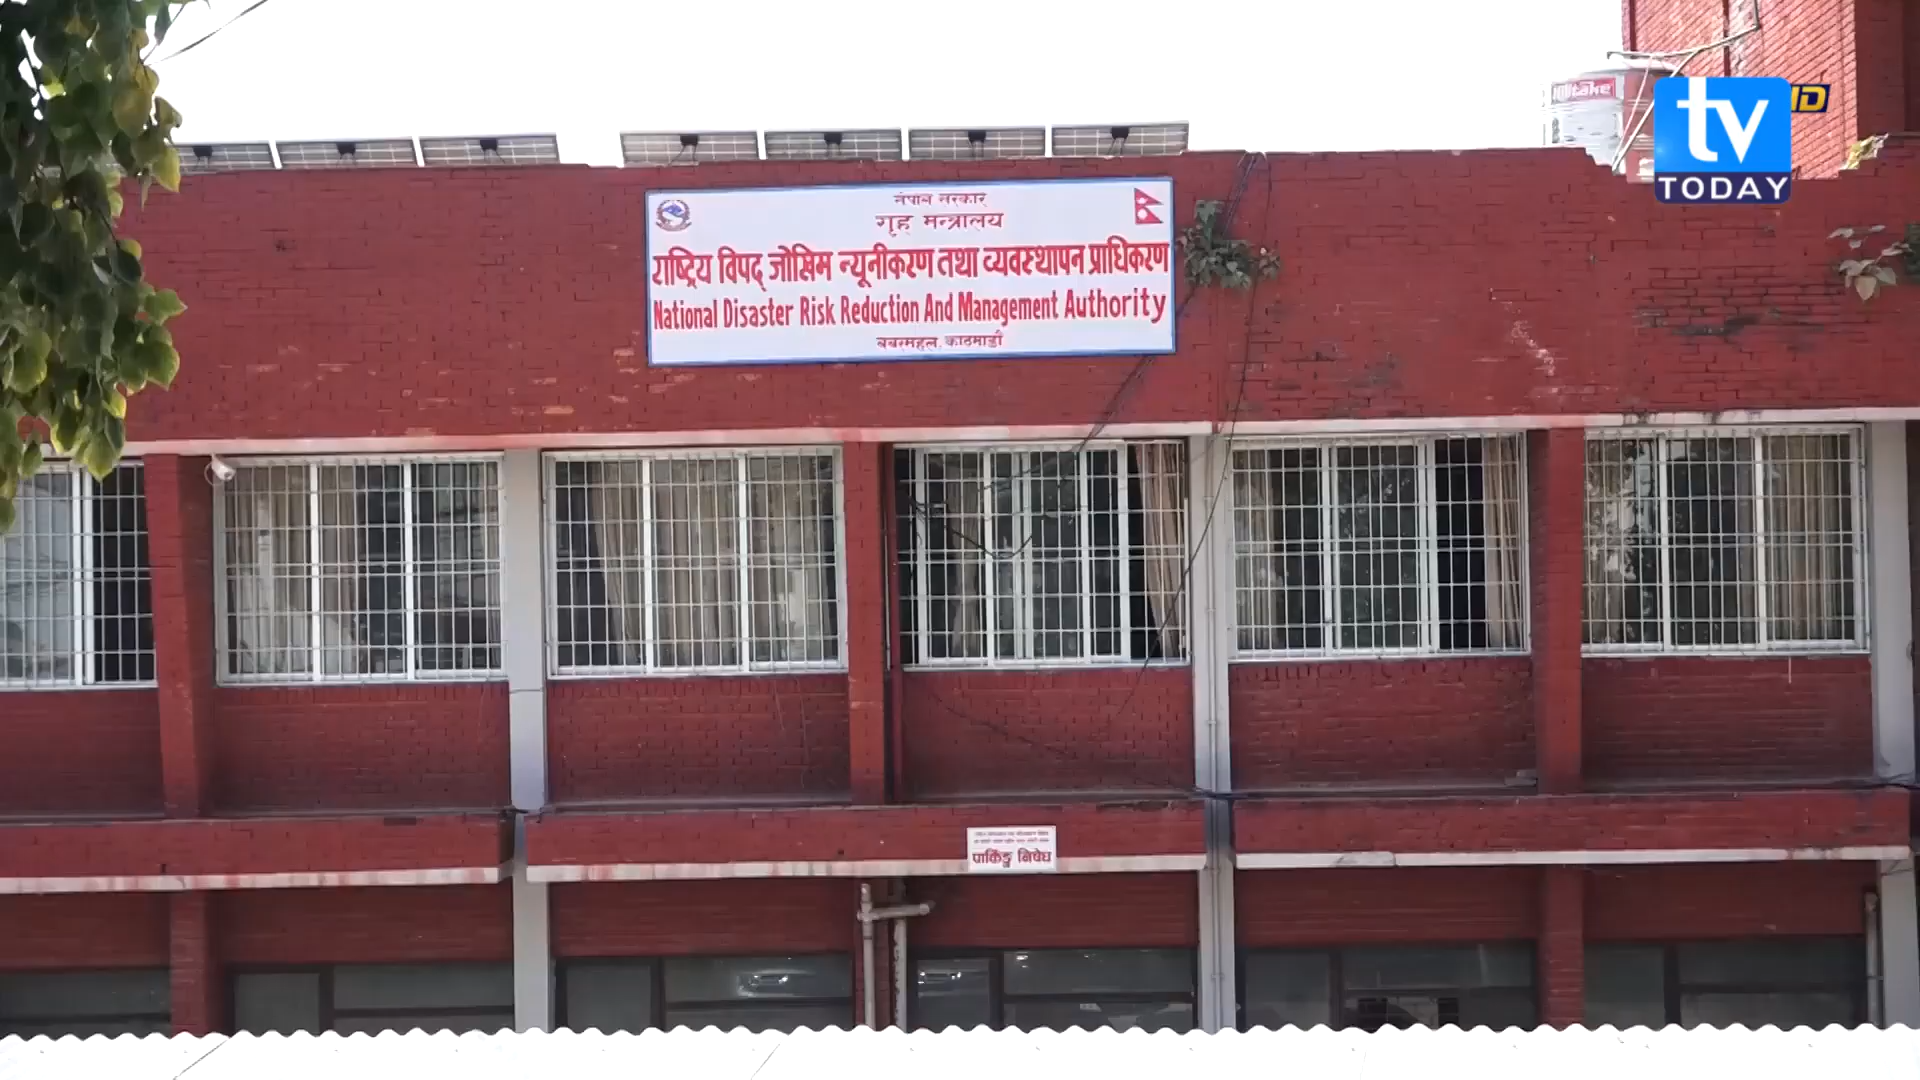 नेपाल सरकार
गृह मन्त्रालय
राष्ट्रिय विपद् जोखिम न्यूनीकरण तथा व्यवस्थापन प्राधिकरण
National Disaster Risk Reduction And Management Authority
बबरमहल, काठमाडौं
tv
TODAY
HD
पार्किङ्ग निषेध